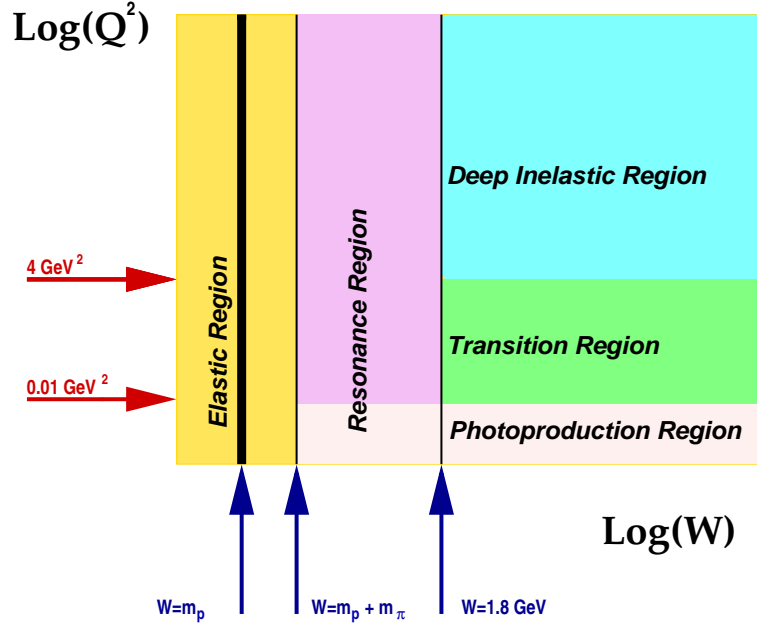 Log(Q²)
Deep Inelastic Region
4 GeV²
Elastic Region
Resonance Region
Transition Region
0.01 GeV²
Photoproduction Region
Log(W)
W=mₚ
W=mₚ + m_π
W=1.8 GeV